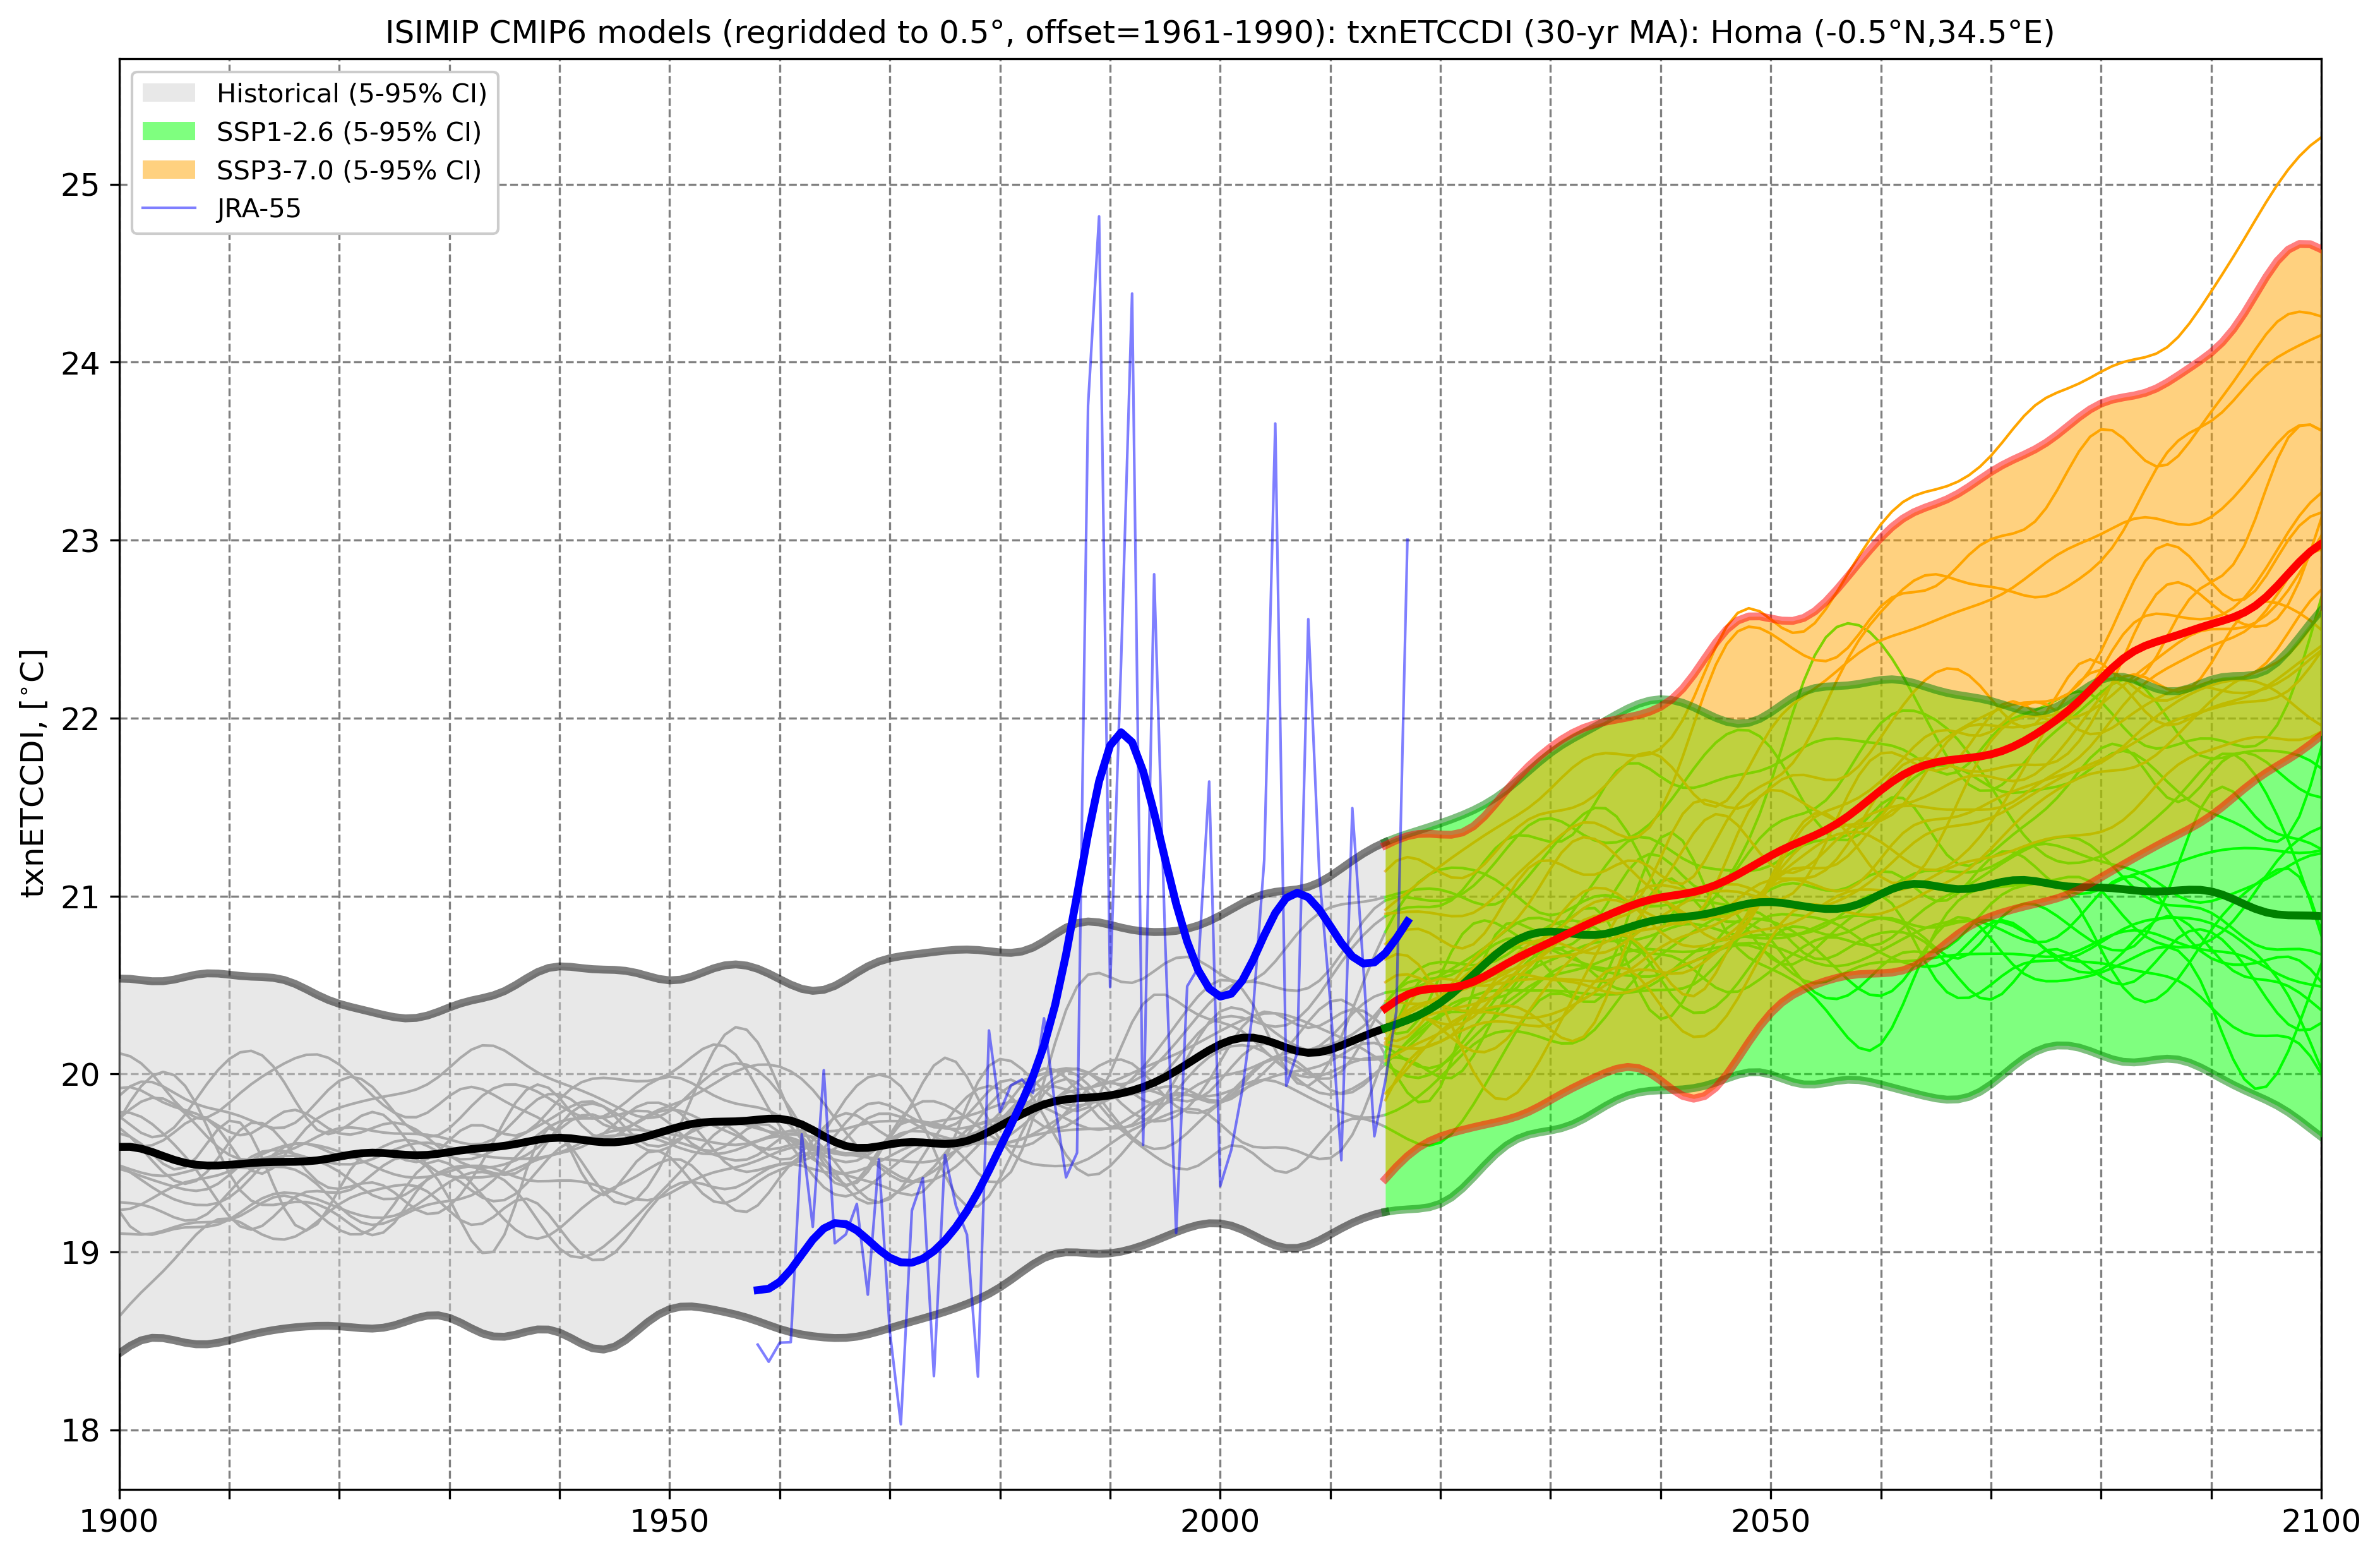 ISIMIP CMIP6 models (regridded to 0.5°, offset=1961-1990): txnETCCDI (30-yr MA): Homa (-0.5°N,34.5°E)
Historical (5-95% CI)
SSP1-2.6 (5-95% CI)
SSP3-7.0 (5-95% CI)
JRA-55
25
24
23
22
21
20
19
18
txnETCCDI, [°C]
1900
1950
2000
2050
2100